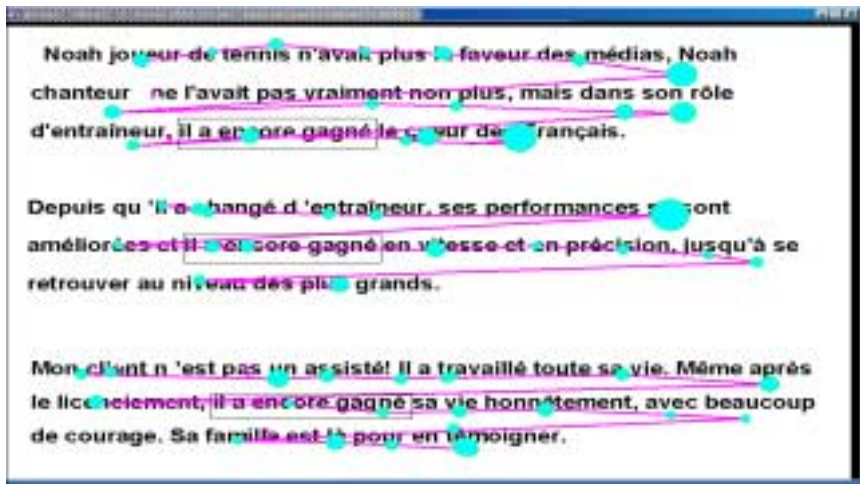 Noah joueur de tennis n'avait plus la faveur des médias, Noah
chanteur ne l'avait pas vraiment non plus, mais dans son rôle
d'entraîneur, il a encore gagné le cœur des français.
Depuis qu 'il a changé d 'entraîneur, ses performances se sont
améliorées et il a encore gagné en vitesse et en précision, jusqu'à se
retrouver au niveau des plus grands.
Mon client n 'est pas un assisté! Il a travaillé toute sa vie. Même après
le licenciement, il a encore gagné sa vie honnêtement, avec beaucoup
de courage. Sa famille est là pour en témoigner.